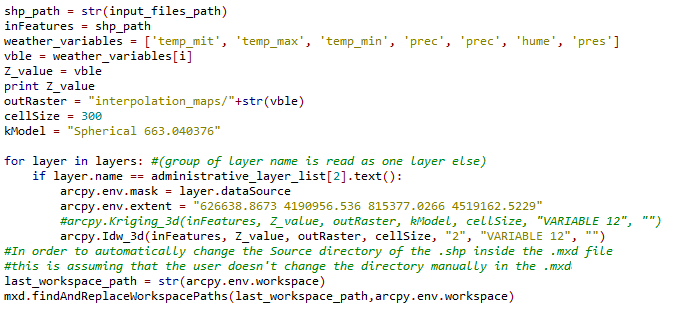 shp_path = str(input_files_path)
inFeatures = shp_path
weather_variables = ['temp_mit', 'temp_max', 'temp_min', 'prec', 'prec', 'hume', 'pres']
vble = weather_variables[i]
Z_value = vble
print Z_value
outRaster = "interpolation_maps/"+str(vble)
cellSize = 300
kModel = "Spherical 663.040376"

for layer in layers: #(group of layer name is read as one layer else)
    if layer.name == administrative_layer_list[2].text():
        arcpy.env.mask = layer.dataSource
        arcpy.env.extent = "626638.8673 4190956.536 815377.0266 4519162.5229"
        #arcpy.Kriging_3d(inFeatures, Z_value, outRaster, kModel, cellSize, "VARIABLE 12", "")
        arcpy.Idw_3d(inFeatures, Z_value, outRaster, cellSize, "2", "VARIABLE 12", "")
#In order to automatically change the Source directory of the .shp inside the .mxd file
#this is assuming that the user doesn't change the directory manually in the .mxd
last_workspace_path = str(arcpy.env.workspace)
mxd.findAndReplaceWorkspacePaths(last_workspace_path,arcpy.env.workspace)